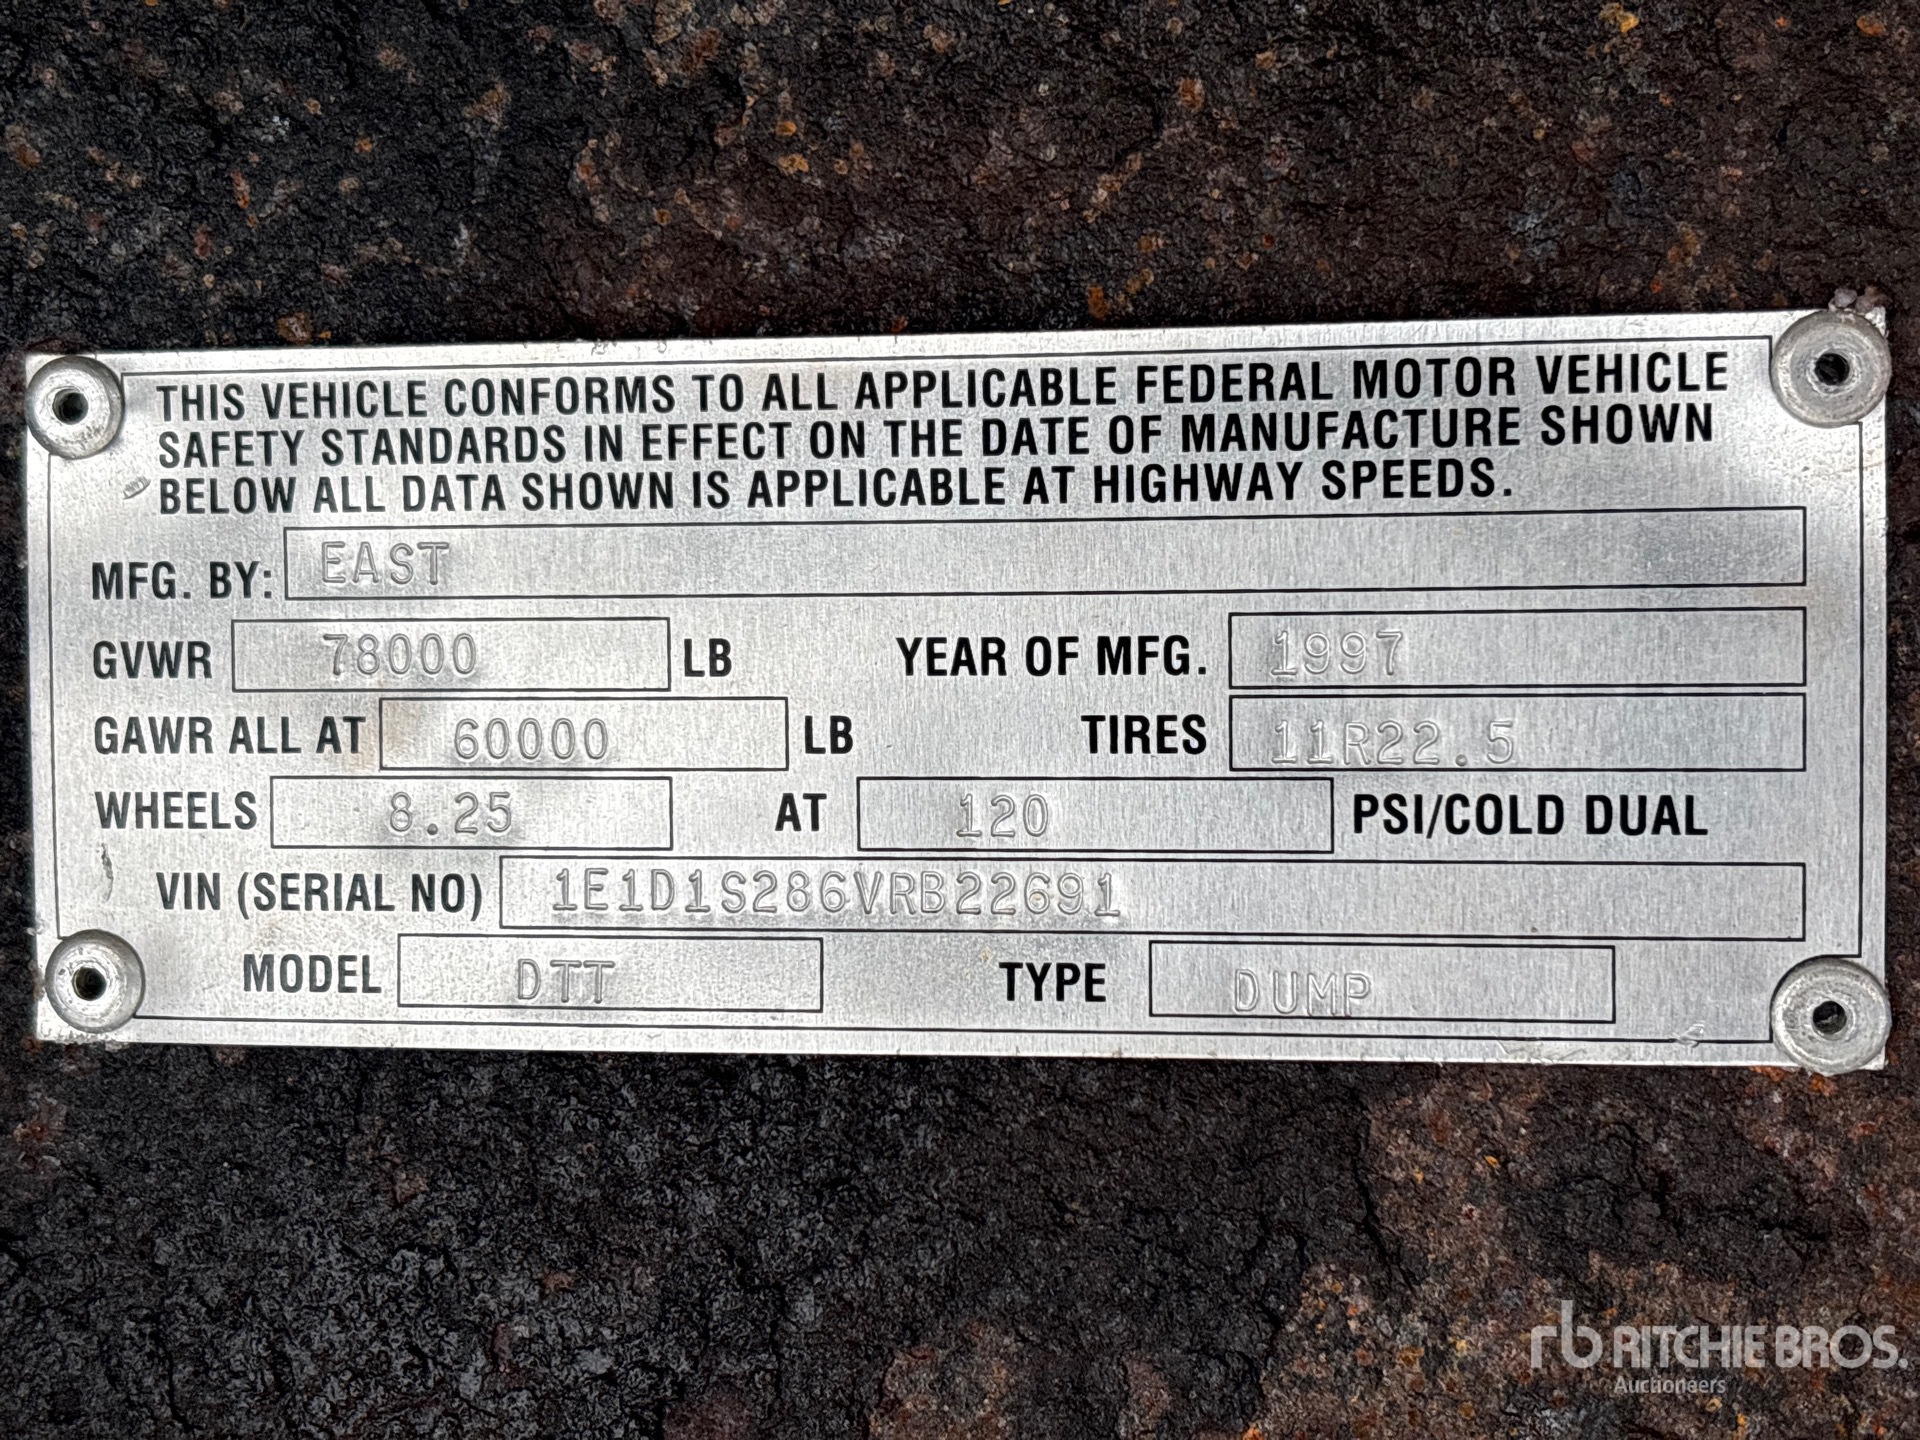 THIS VEHICLE CONFORMS TO ALL APPLICABLE FEDERAL MOTOR VEHICLE
SAFETY STANDARDS IN EFFECT ON THE DATE OF MANUFACTURE SHOWN
BELOW ALL DATA SHOWN IS APPLICABLE AT HIGHWAY SPEEDS.
MFG. BY: EAST
GVWR 78000 LB YEAR OF MFG. 1997
GAWR ALL AT 60000 LB TIRES 11R22.5
WHEELS 8.25 AT 120 PSI/COLD DUAL
VIN (SERIAL NO) 1E1D1S286VRB22691
MODEL DTT TYPE DUMP
rb RITCHIE BROS.
Auctioneers